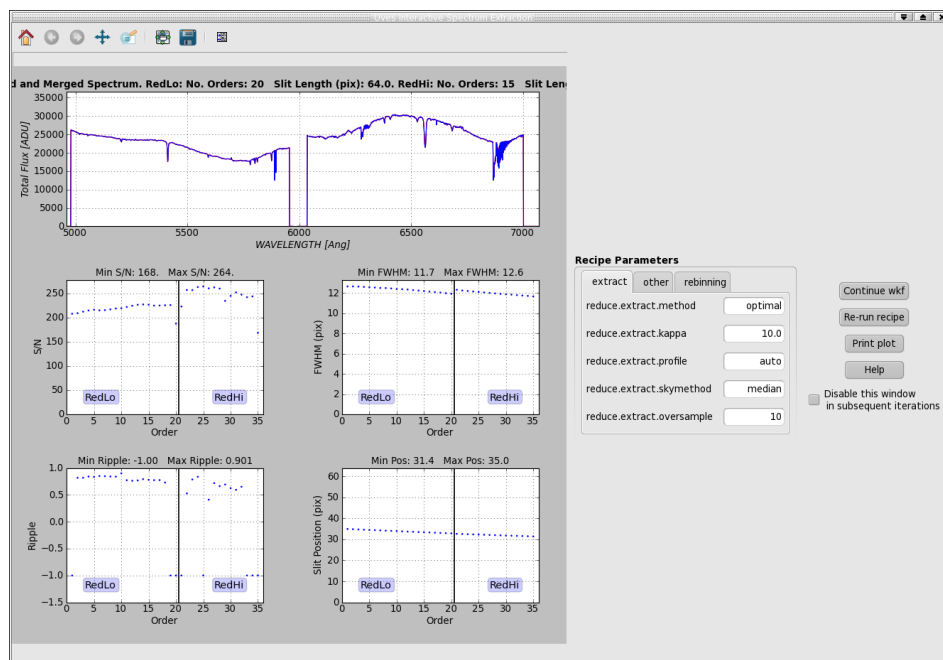 Uves Interactive Spectrum Extraction
d and Merged Spectrum. RedLo: No. Orders: 20 Slit Length (pix): 64.0. RedHi: No. Orders: 15 Slit Len
35000
30000
25000
20000
15000
10000
5000
0
Total Flux [ADU]
5000 5500 6000 6500 7000
WAVELENGTH [Ang]
Min S/N: 168. Max S/N: 264.
250
200
150
100
50
0
S/N
RedLo RedHi
0 5 10 15 20 25 30 35
Order
Min FWHM: 11.7 Max FWHM: 12.6
12
10
8
6
4
2
0
FWHM (pix)
RedLo RedHi
0 5 10 15 20 25 30 35
Order
Min Ripple: -1.00 Max Ripple: 0.901
1.0
0.5
0.0
−0.5
−1.0
−1.5
Ripple
RedLo RedHi
0 5 10 15 20 25 30 35
Order
Min Pos: 31.4 Max Pos: 35.0
60
50
40
30
20
10
0
Slit Position (pix)
RedLo RedHi
0 5 10 15 20 25 30 35
Order
Recipe Parameters
extract other rebinning
reduce.extract.method optimal
reduce.extract.kappa 10.0
reduce.extract.profile auto
reduce.extract.skymethod median
reduce.extract.oversample 10
Continue wkf
Re-run recipe
Print plot
Help
Disable this window
in subsequent iterations